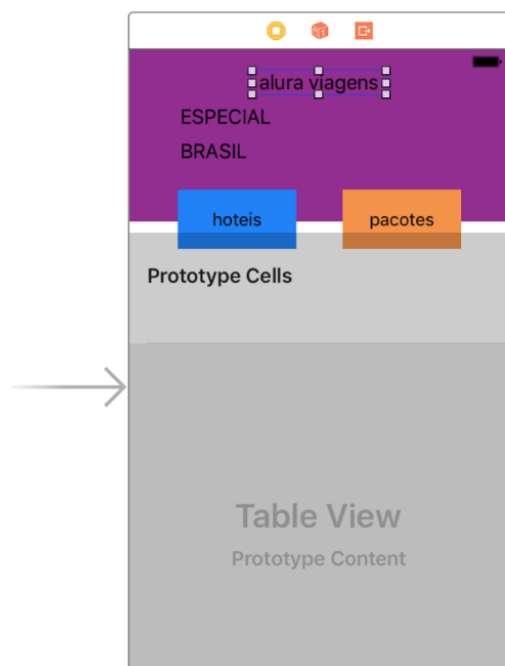 alura viagens
ESPECIAL
BRASIL
hoteis pacotes
Prototype Cells
Table View
Prototype Content